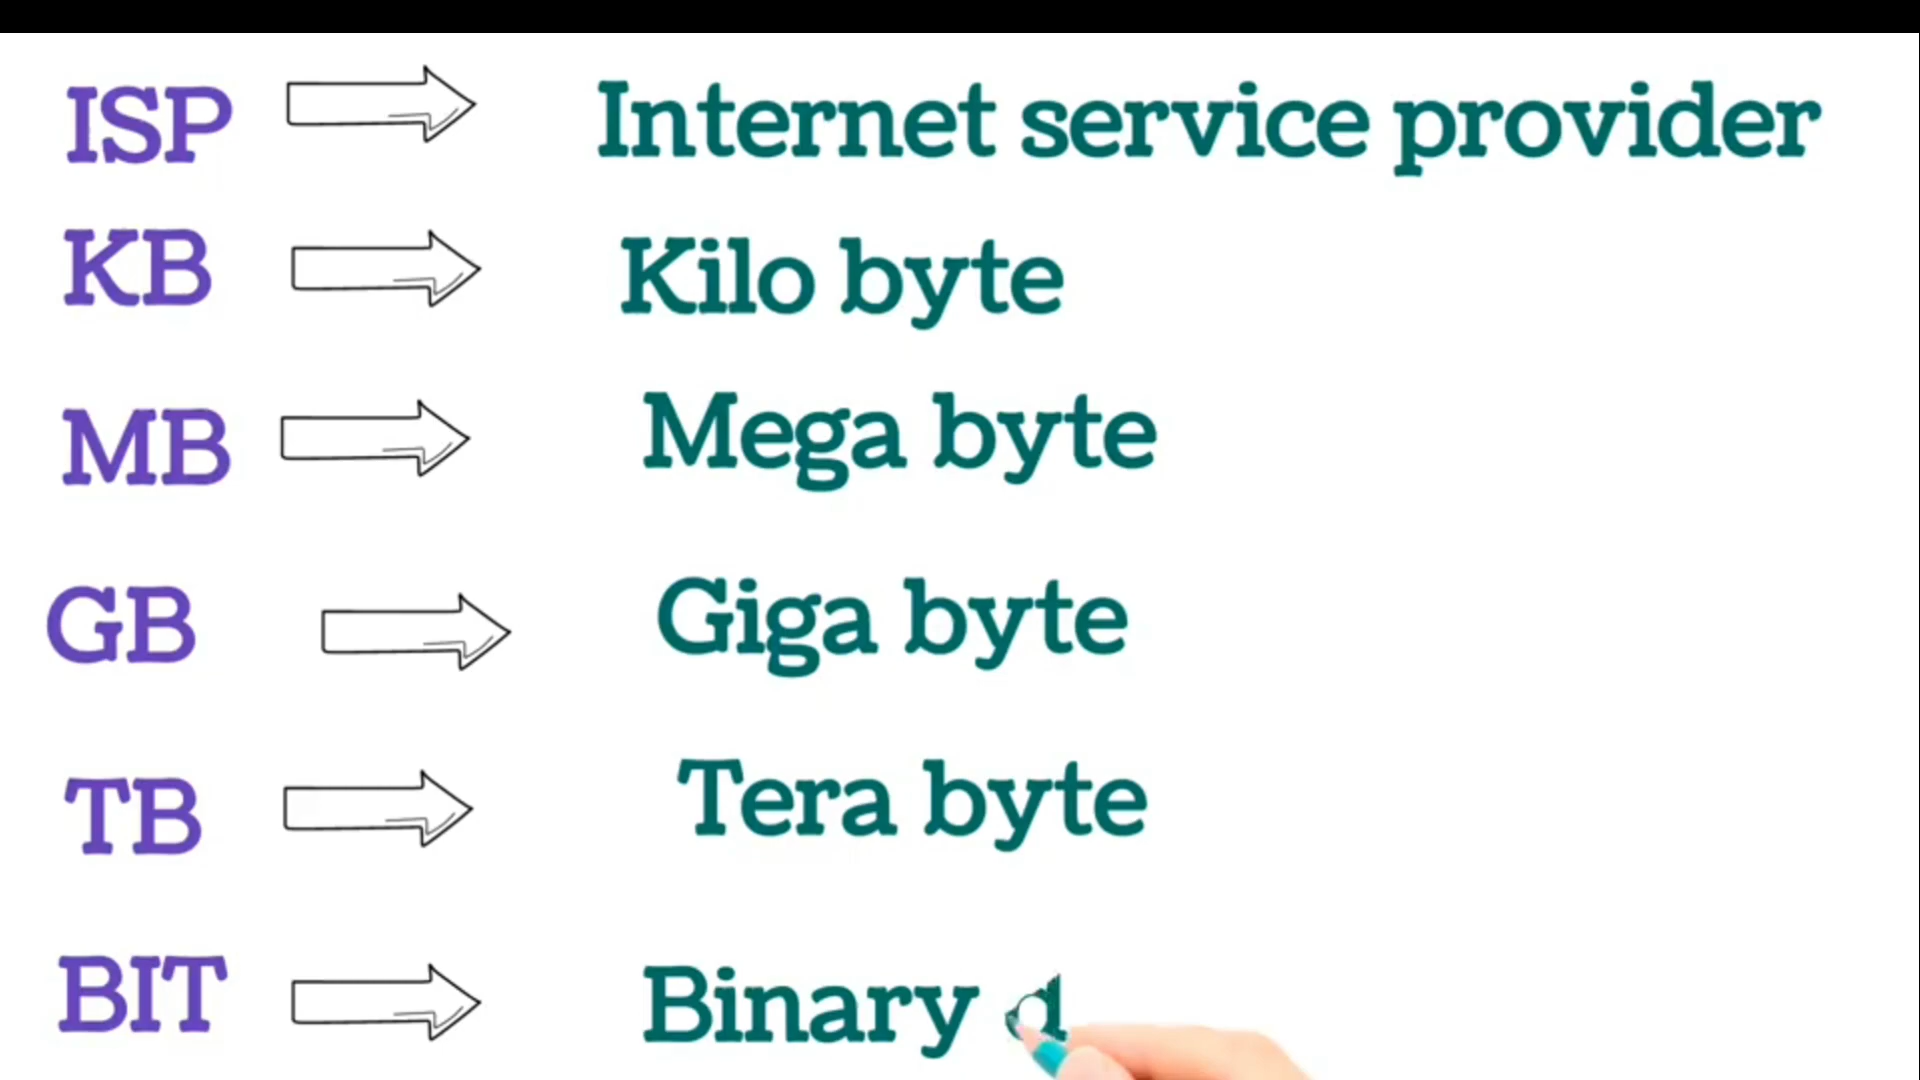 ISP Internet service provider
KB Kilo byte
MB Mega byte
GB Giga byte
TB Tera byte
BIT Binary d